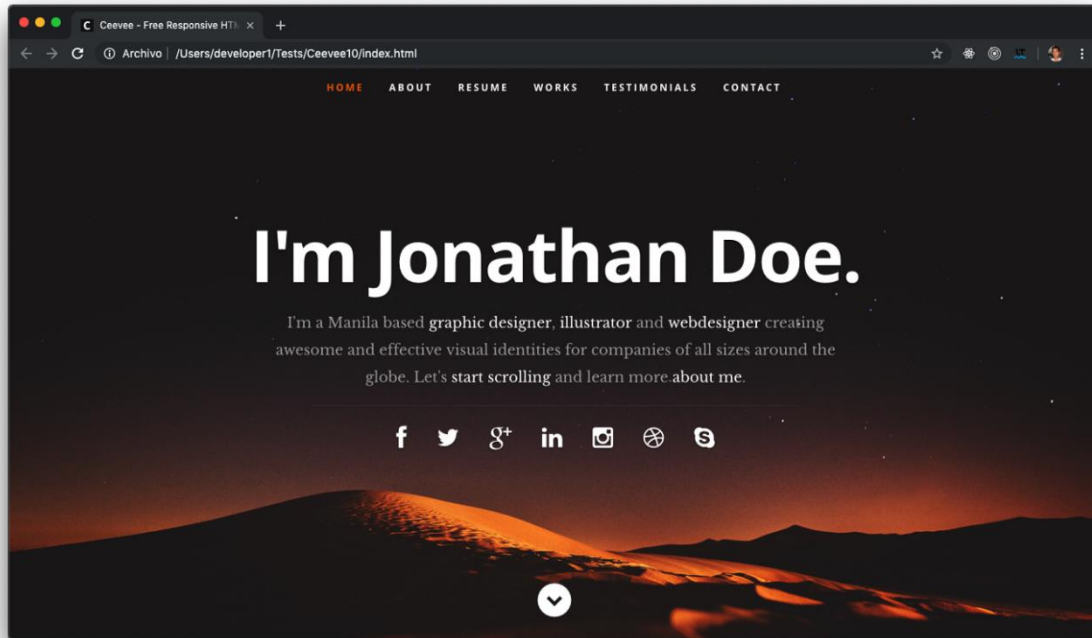 Ceevee - Free Responsive HT
Archivo | /Users/developer1/Tests/Ceevee10/index.html
HOME ABOUT RESUME WORKS TESTIMONIALS CONTACT
I'm Jonathan Doe.
I'm a Manila based graphic designer, illustrator and webdesigner creating
awesome and effective visual identities for companies of all sizes around the
globe. Let's start scrolling and learn more about me.